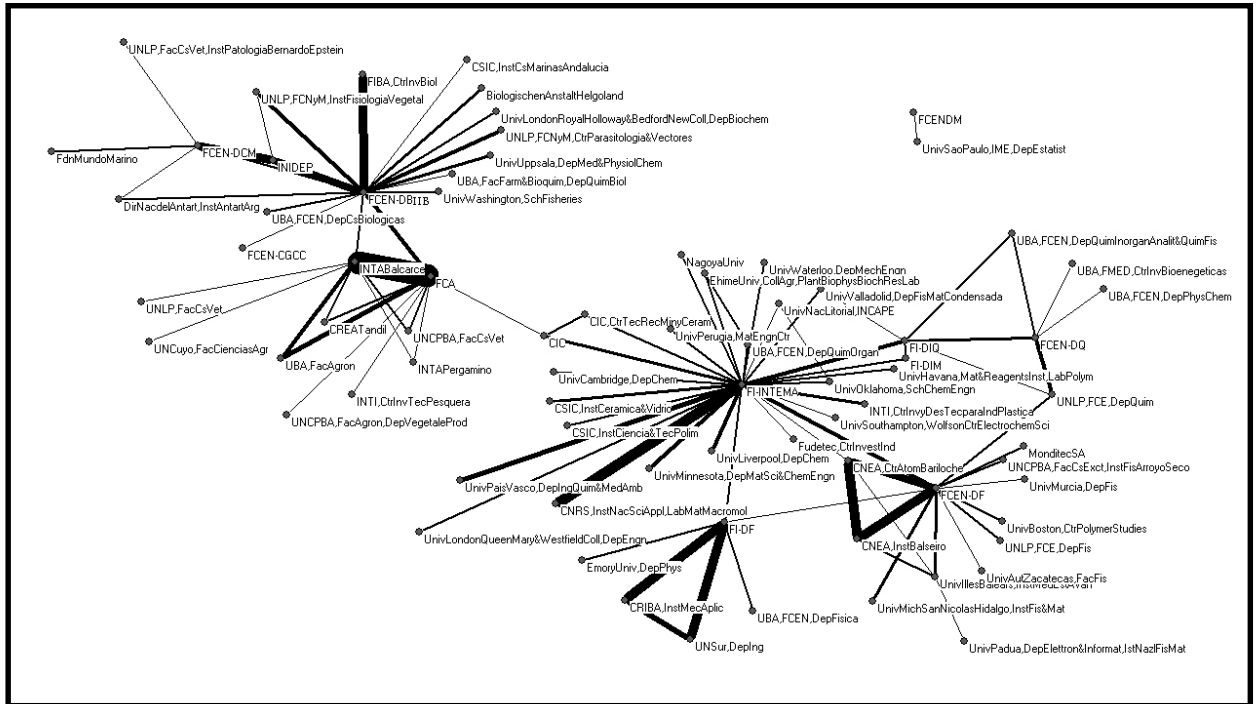 UNLP,FacCsVet,InstPatologiaBernardoEpstein
CSIC,InstCsMarinasAndalucia
FIBA,CtrInvBiol
BiologischenAnstaltHelgoland
UNLP,FCNyM,InstFisiologiaVegetal
FCENDM
UnivLondonRoyalHolloway&BedfordNewColl,DepBiochem
UNLP,FCNyM,CtrParasitologia&Vectores
UnivSaoPaulo,IME,DepEstatist
FCEN-DCM
FdnMundoMarino
INIDEP
UnivUppsala,DepMed&PhysiolChem
UBA,FacFarm&Bioquim,DepQuimBiol
FCEN-DBIIB
UnivWashington,SchFisheries
DirNacdelAntart,InstAntartArg
UBA,FCEN,DepCsBiologicas
UBA,FCEN,DepQuimInorganAnalit&QuimFis
FCEN-CGCC
NagoyaUniv
INTABalcarce
UnivWaterloo,DepMechEngn
UBA,FMED,CtrInvBioenegeticas
FCA
EhimeUniv,CollAgr,PlantBiophysBiochResLab
UnivValladolid,DepFisMatCondensada
UBA,FCEN,DepPhysChem
UNLP,FacCsVet
UnivNacLitorial,INCAPE
CIC,CtrTecRecMinyCeram
CREATandil
UnivPerugia,MatEngnCtr
UNCPBA,FacCsVet
CIC
UNCuyo,FacCienciasAgr
FI-DIQ
FCEN-DQ
UBA,FCEN,DepQuimOrgan
UBA,FacAgron
FI-DIM
INTAPergamino
UnivHavana,Mat&ReagentsInst,LabPolym
UnivCambridge,DepChem
UnivOklahoma,SchChemEngn
FI-INTEMA
INTI,CtrInvTecPesquera
UNLP,FCE,DepQuim
CSIC,InstCeramica&Vidrio
INTI,CtrInvyDesTecparaIndPlastica
UNCPBA,FacAgron,DepVegetaleProd
UnivSouthampton,WolfsonCtrElectrochemSci
CSIC,InstCiencia&TecPolim
Fudetec,CtrInvestInd
MonditecSA
UnivLiverpool,DepChem
CNEA,CtrAtomBariloche
UNCPBA,FacCsExct,InstFisArroyoSeco
UnivMinnesota,DepMatSci&ChemEngn
UnivPaisVasco,DepIngQuim&MedAmb
UnivMurcia,DepFis
FCEN-DF
CNRS,InstNacSciAppl,LabMatMacromol
FI-DF
UnivBoston,CtrPolymerStudies
UnivLondonQueenMary&WestfieldColl,DepEngn
CNEA,InstBalseiro
UNLP,FCE,DepFis
EmoryUniv,DepPhys
UnivAutZacatecas,FacFis
CRIBA,InstMecAplic
UnivMichSanNicolasHidalgo,InstFis&Mat
UBA,FCEN,DepFisica
UNSur,DepIng
UnivPadua,DepElettron&Informat,IstNazlFisMat